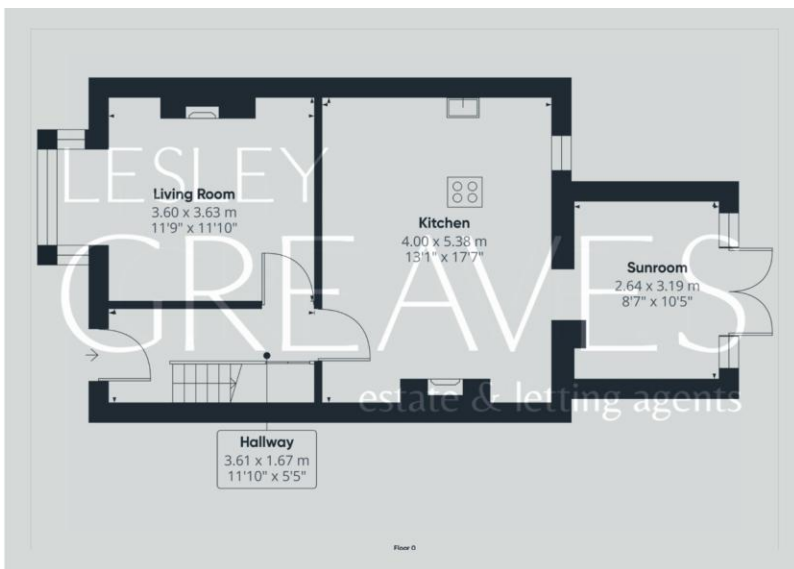 LESLEY
GREAVES
estate & letting agents
Living Room
3.60 x 3.63 m
11'9" x 11'10"
Kitchen
4.00 x 5.38 m
13'1" x 17'7"
Sunroom
2.64 x 3.19 m
8'7" x 10'5"
Hallway
3.61 x 1.67 m
11'10" x 5'5"
Floor 0